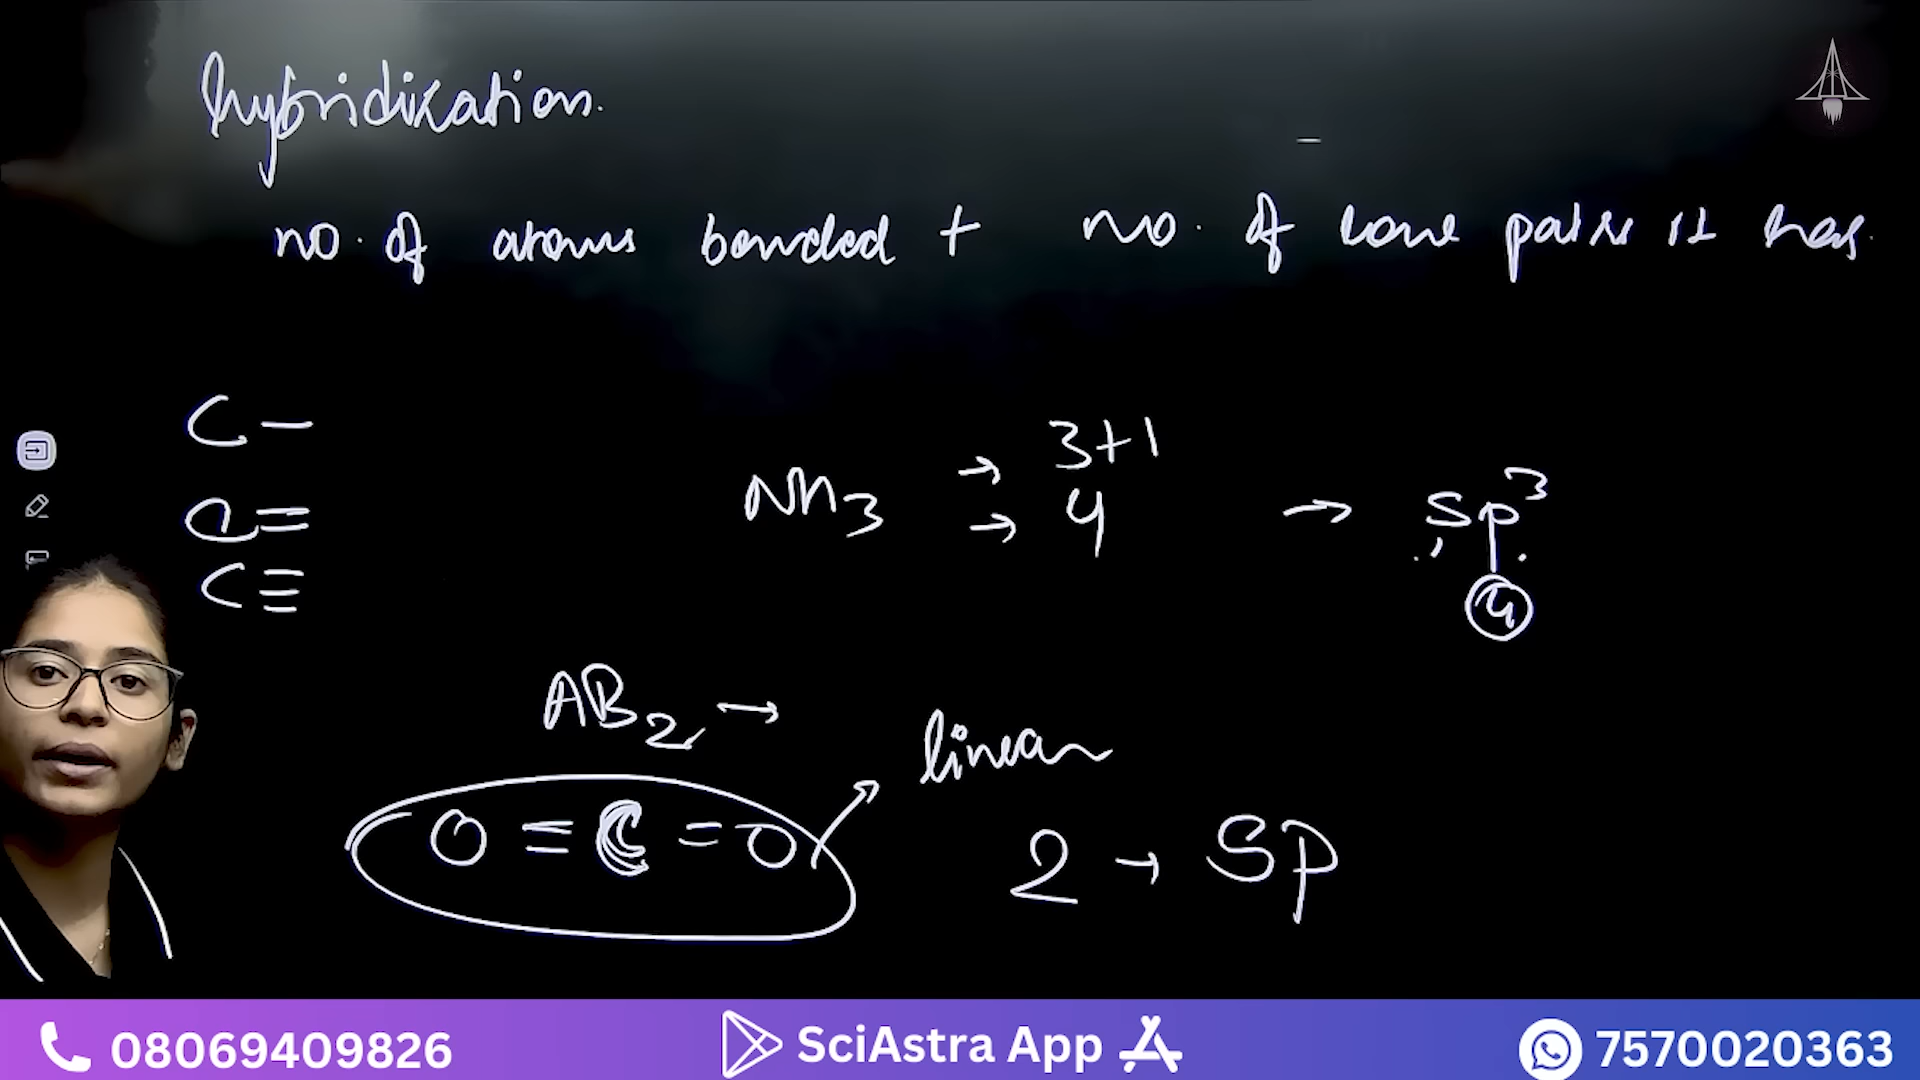 hybridization.
no. of atoms bonded + no. of lone pairs it has.
C -
C =
C ≡
NH3 → 3+1
→ 4 → sp3
4
AB2 →
linear
O = C = O
2 → sp
08069409826 SciAstra App 7570020363